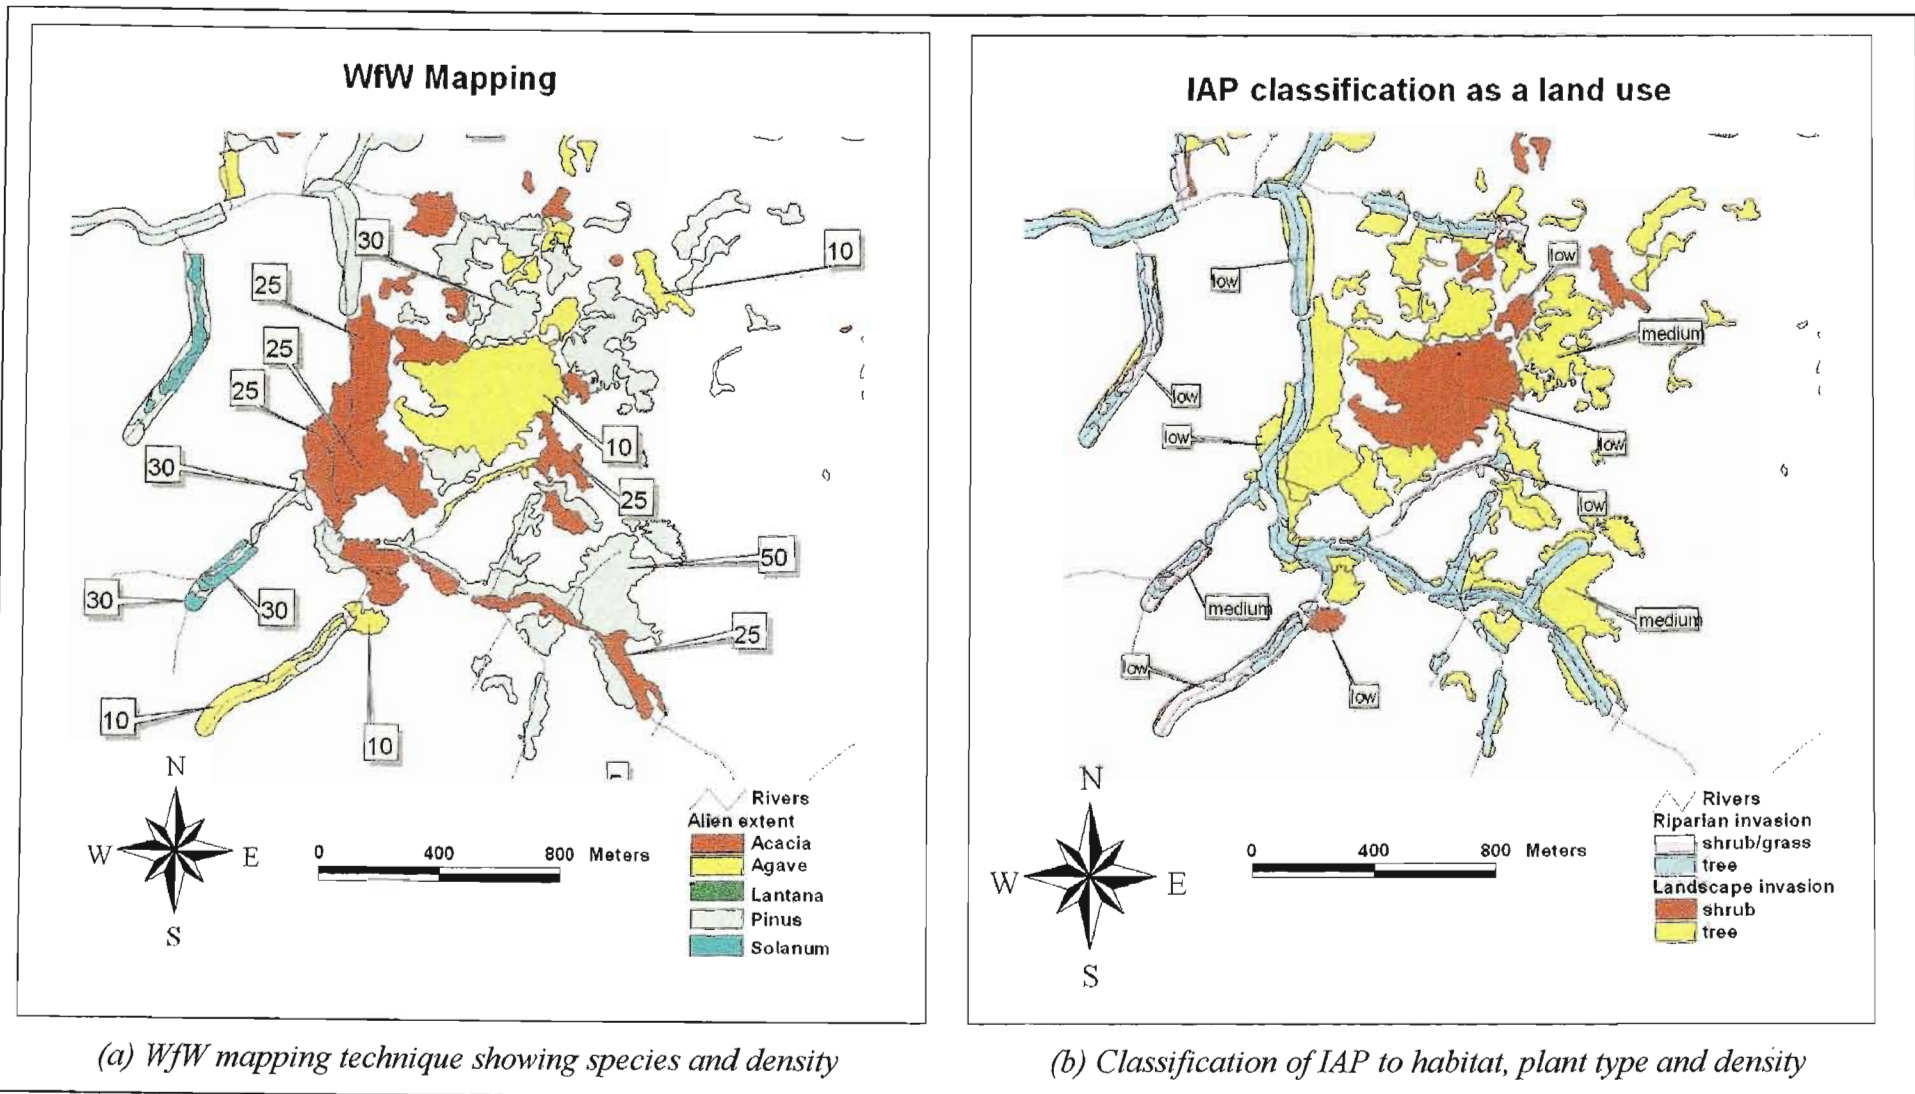 WfW Mapping
30
10
25
25
25
10
30
25
50
30
30
25
10
10
N
W
E
S
0 400 800 Meters
Rivers
Alien extent
Acacia
Agave
Lantana
Pinus
Solanum
(a) WfW mapping technique showing species and density
IAP classification as a land use
low
low
medium
low
low
low
low
medium
medium
low
low
N
W
E
S
0 400 800 Meters
Rivers
Riparian invasion
shrub/grass
tree
Landscape invasion
shrub
tree
(b) Classification of IAP to habitat, plant type and density